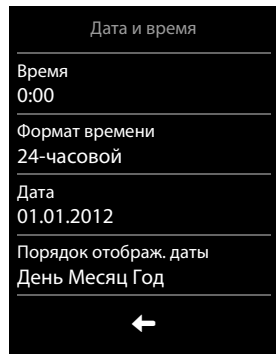 Дата и время
Время
0:00
Формат времени
24-часовой
Дата
01.01.2012
Порядок отображ. даты
День Месяц Год